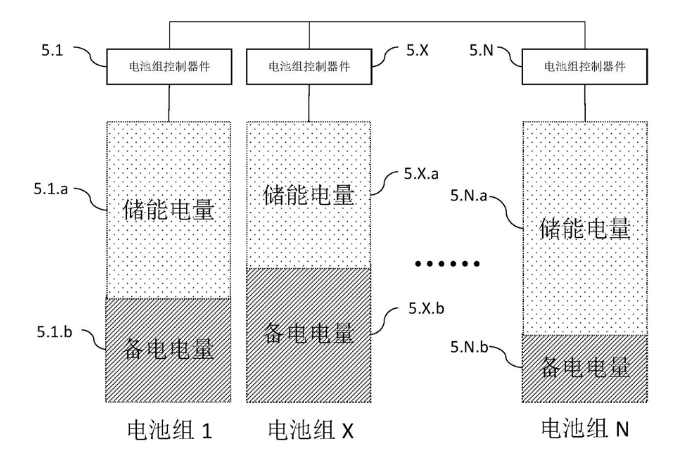 5.1
电池组控制器件
5.X
电池组控制器件
5.N
电池组控制器件
5.1.a
储能电量
5.X.a
储能电量
5.N.a
储能电量
......
5.1.b
备电电量
5.X.b
备电电量
5.N.b
备电电量
电池组 1
电池组 X
电池组 N